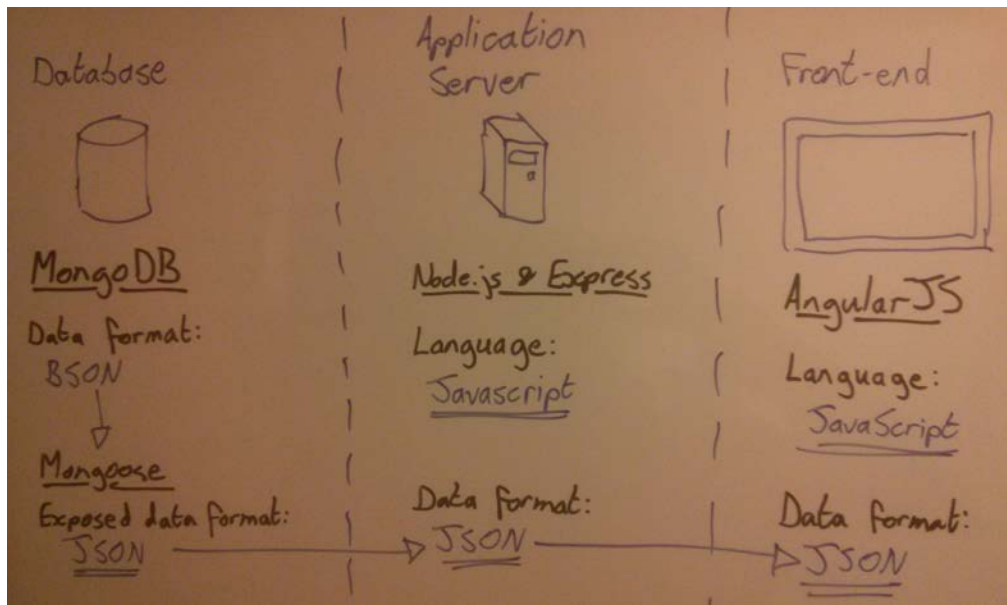 Database
MongoDB
Data format:
BSON
Mongoose
Exposed data format:
JSON
Application
Server
Node.js & Express
Language:
Javascript
Data format:
JSON
Front-end
AngularJS
Language:
JavaScript
Data format:
JSON